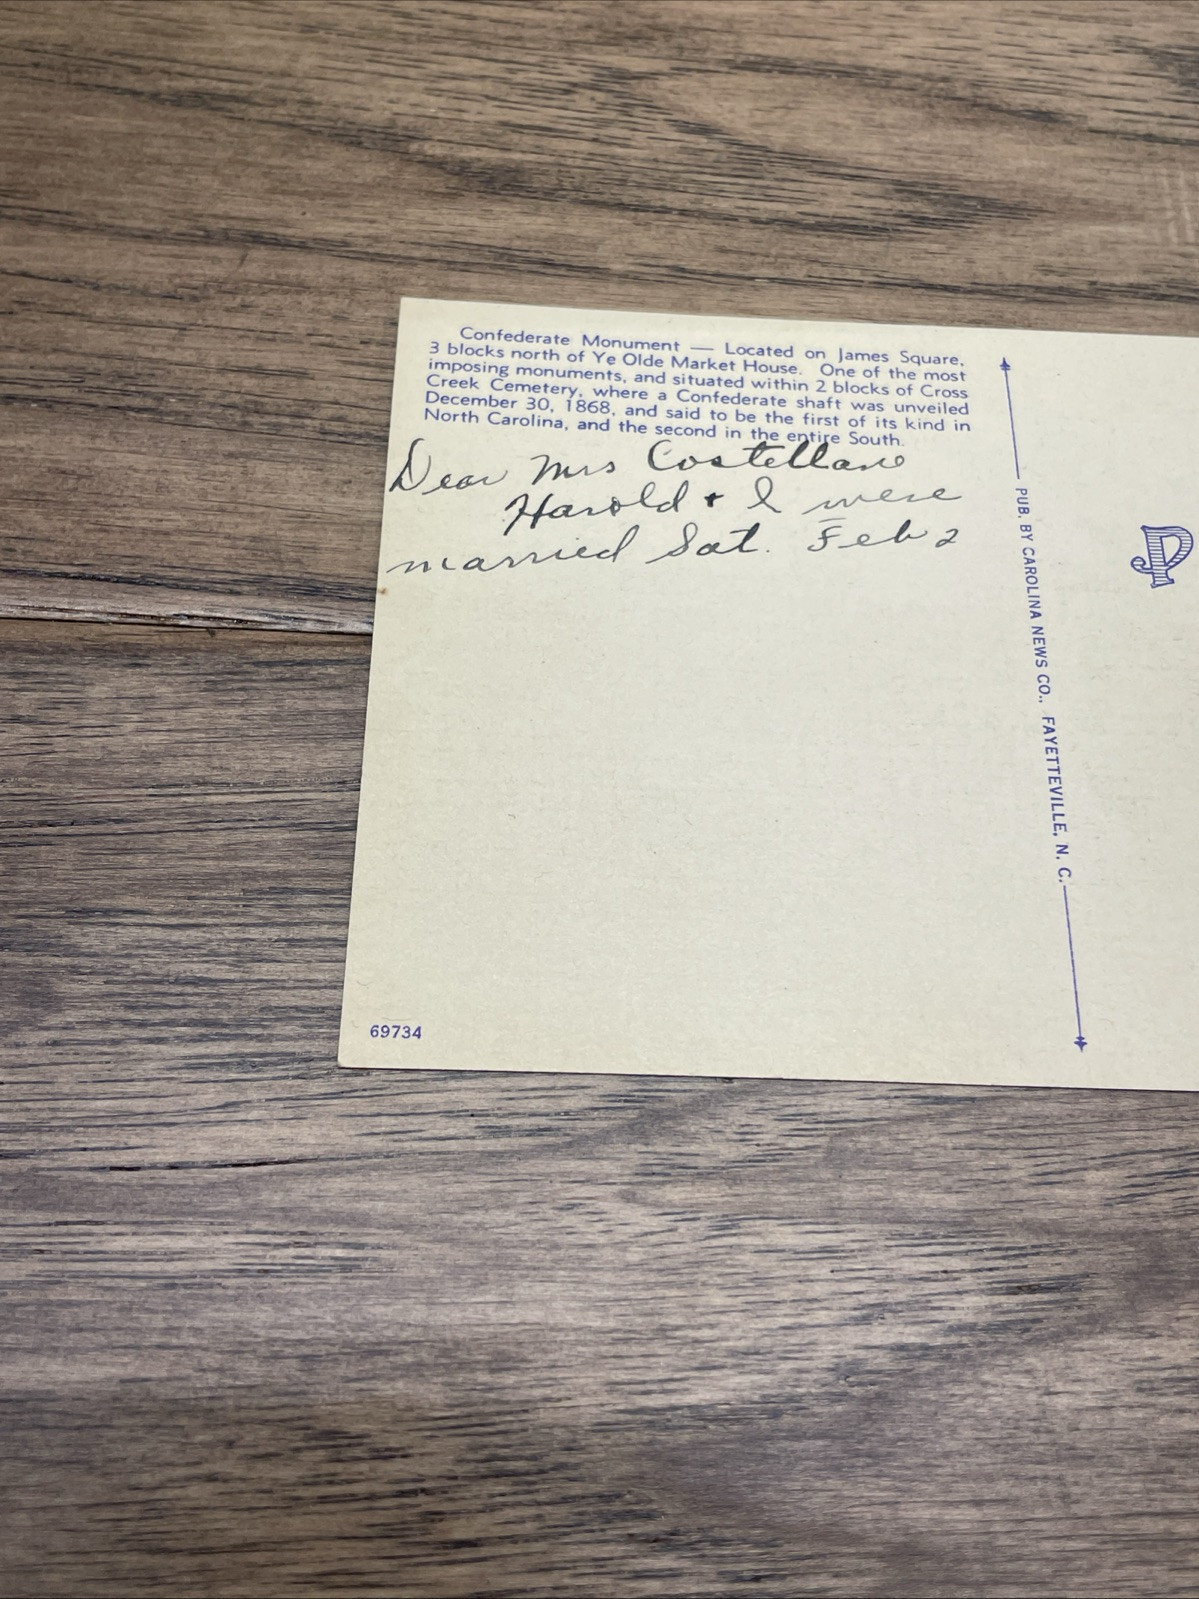 Confederate Monument — Located on James Square,
3 blocks north of Ye Olde Market House. One of the most
imposing monuments, and situated within 2 blocks of Cross
Creek Cemetery, where a Confederate shaft was unveiled
December 30, 1868, and said to be the first of its kind in
North Carolina, and the second in the entire South.
Dear Mrs Costellano
Harold + I were
married Sat. Feb 2
69734
PUB. BY CAROLINA NEWS CO., FAYETTEVILLE, N. C.